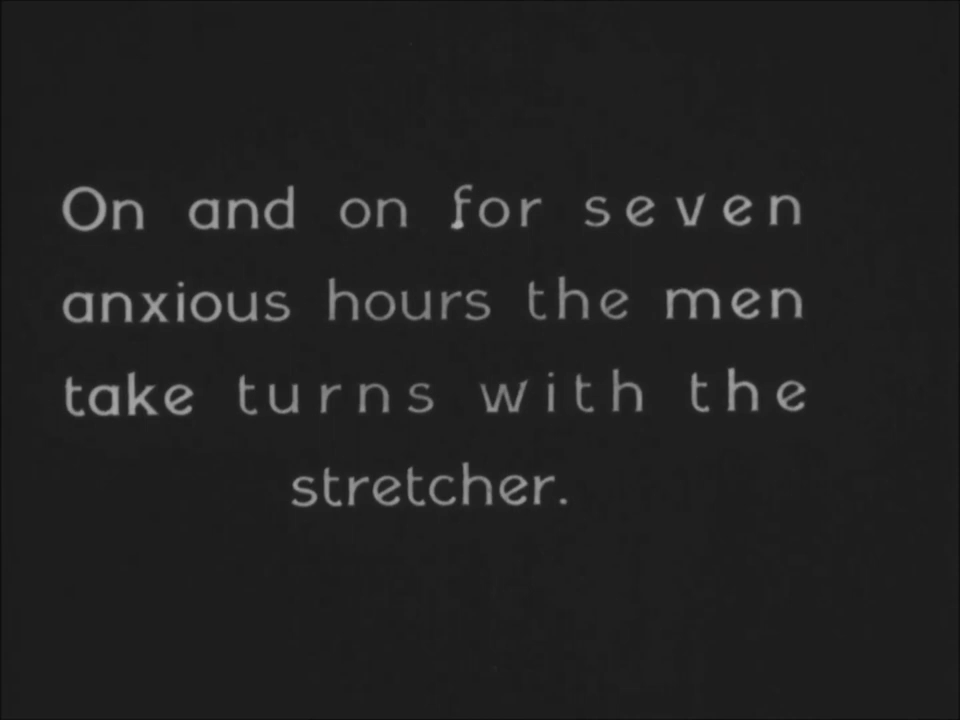 On and on for seven
anxious hours the men
take turns with the
stretcher.